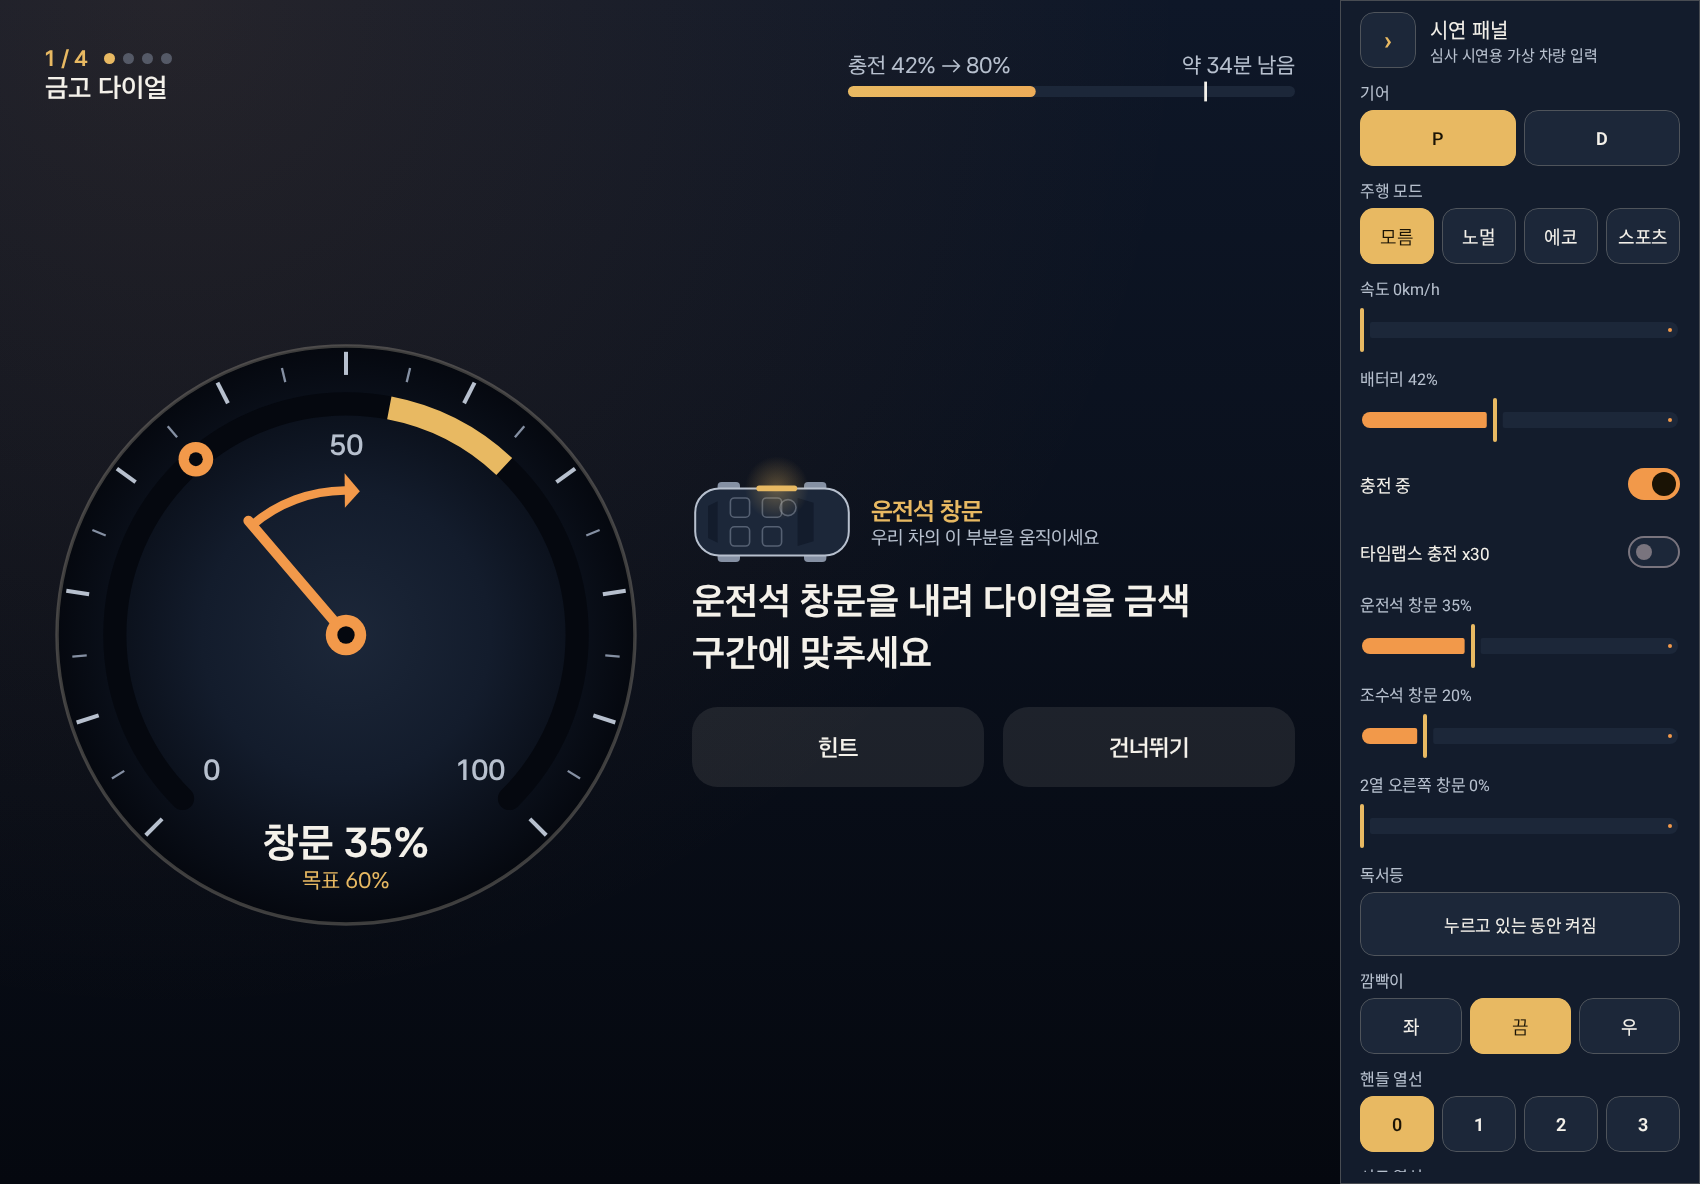 1 / 4
금고 다이얼
충전 42% → 80%
약 34분 남음
50
0
100
창문 35%
목표 60%
운전석 창문
우리 차의 이 부분을 움직이세요
운전석 창문을 내려 다이얼을 금색
구간에 맞추세요
힌트
건너뛰기
시연 패널
심사 시연용 가상 차량 입력
기어
P
D
주행 모드
모름
노멀
에코
스포츠
속도 0km/h
배터리 42%
충전 중
타임랩스 충전 x30
운전석 창문 35%
조수석 창문 20%
2열 오른쪽 창문 0%
독서등
누르고 있는 동안 켜짐
깜빡이
좌
끔
우
핸들 열선
0
1
2
3